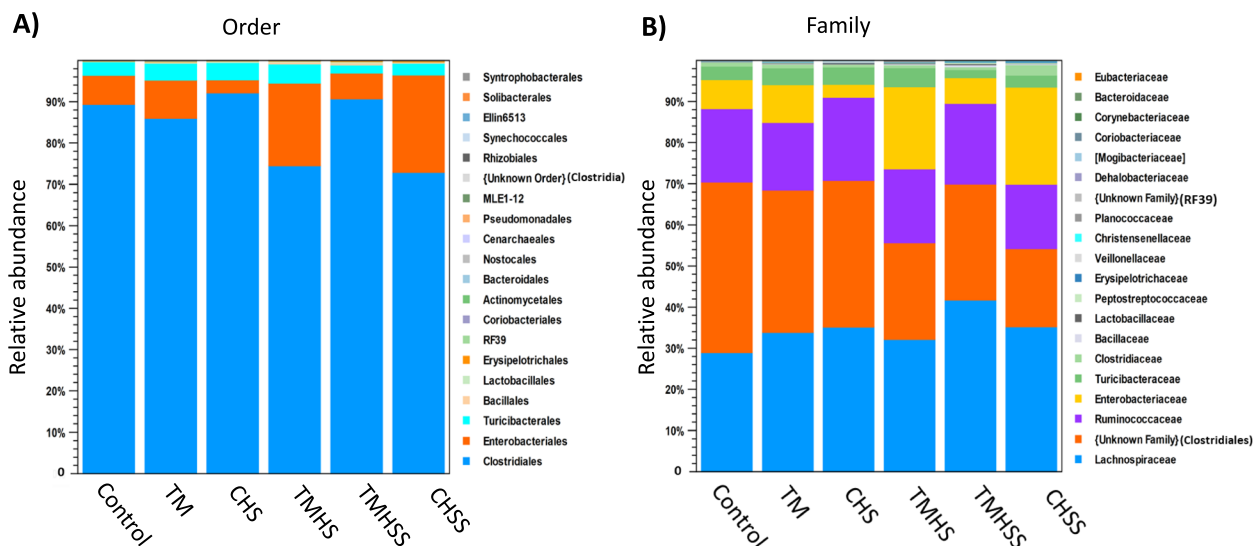 A)
Order
Relative abundance
90%
80%
70%
60%
50%
40%
30%
20%
10%
0
Control
TM
CHS
TMHS
TMHSS
CHSS
Syntrophobacterales
Solibacterales
Ellin6513
Synechococcales
Rhizobiales
{Unknown Order}(Clostridia)
MLE1-12
Pseudomonadales
Cenarchaeales
Nostocales
Bacteroidales
Actinomycetales
Coriobacteriales
RF39
Erysipelotrichales
Lactobacillales
Bacillales
Turicibacterales
Enterobacteriales
Clostridiales
B)
Family
Relative abundance
90%
80%
70%
60%
50%
40%
30%
20%
10%
0
Control
TM
CHS
TMHS
TMHSS
CHSS
Eubacteriaceae
Bacteroidaceae
Corynebacteriaceae
Coriobacteriaceae
[Mogibacteriaceae]
Dehalobacteriaceae
{Unknown Family}(RF39)
Planococcaceae
Christensenellaceae
Veillonellaceae
Erysipelotrichaceae
Peptostreptococcaceae
Lactobacillaceae
Bacillaceae
Clostridiaceae
Turicibacteraceae
Enterobacteriaceae
Ruminococcaceae
{Unknown Family}(Clostridiales)
Lachnospiraceae